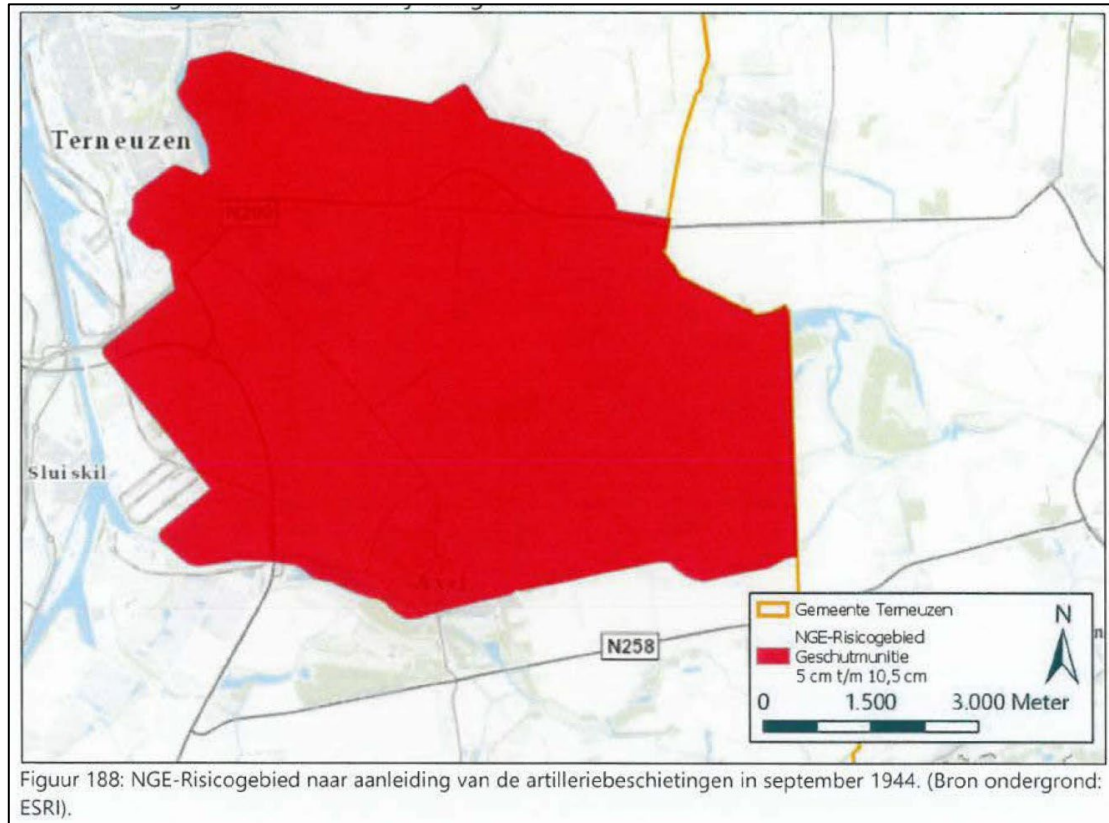 Terneuzen
N290
Sluiskil
Axel
N258
Gemeente Terneuzen
NGE-Risicogebied
Geschutmunitie
5 cm t/m 10,5 cm
N
0 1.500 3.000 Meter
Figuur 188: NGE-Risicogebied naar aanleiding van de artilleriebeschietingen in september 1944. (Bron ondergrond:
ESRI).